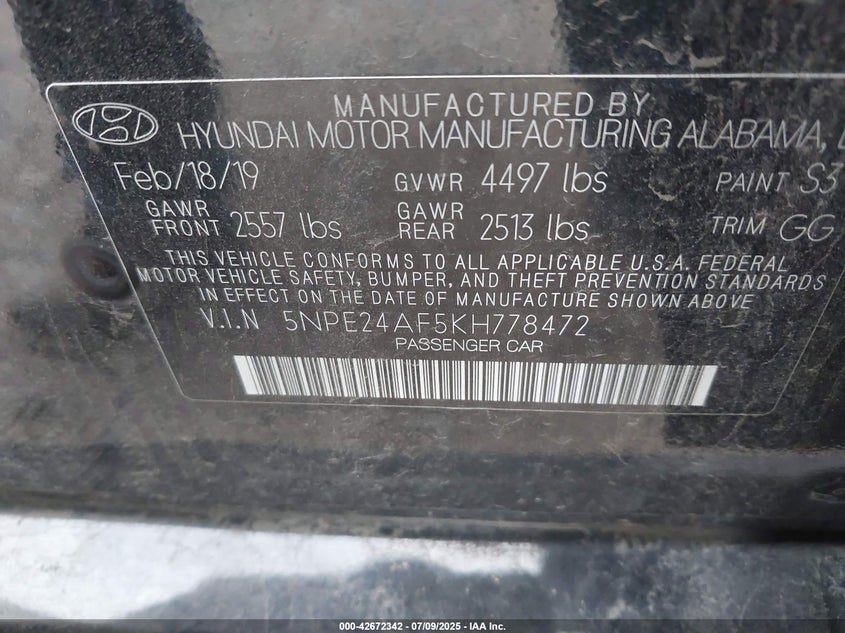 MANUFACTURED BY
HYUNDAI MOTOR MANUFACTURING ALABAMA,
Feb/18/19 GVWR 4497 lbs PAINT S3
GAWR FRONT 2557 lbs GAWR REAR 2513 lbs TRIM GG
THIS VEHICLE CONFORMS TO ALL APPLICABLE U.S.A. FEDERAL
MOTOR VEHICLE SAFETY, BUMPER, AND THEFT PREVENTION STANDARDS
IN EFFECT ON THE DATE OF MANUFACTURE SHOWN ABOVE
V.I.N 5NPE24AF5KH778472
PASSENGER CAR
000-42672342 - 07/09/2025 - IAA Inc.